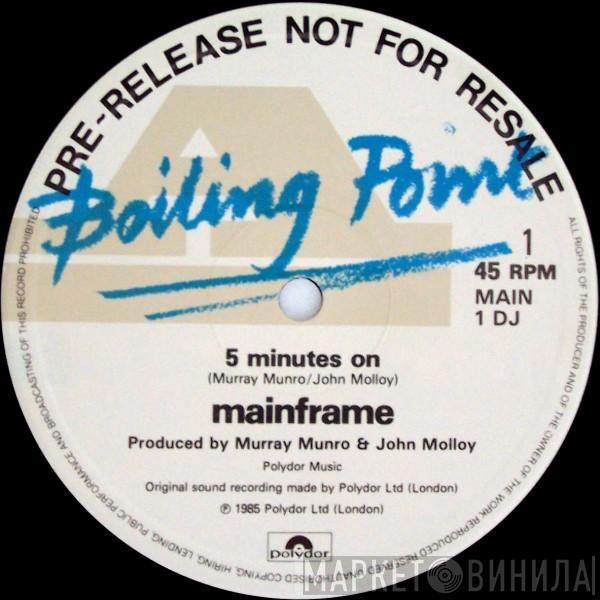 PRE-RELEASE NOT FOR RESALE
Boiling Point
1
45 RPM
MAIN
1 DJ
5 minutes on
(Murray Munro/John Molloy)
mainframe
Produced by Murray Munro & John Molloy
Polydor Music
Original sound recording made by Polydor Ltd (London)
℗ 1985 Polydor Ltd (London)
polydor
ALL RIGHTS OF THE PRODUCER AND OF THE OWNER OF THE WORK REPRODUCED RESERVED UNAUTHORISED COPYING, HIRING, LENDING, PUBLIC PERFORMANCE AND BROADCASTING OF THIS RECORD PROHIBITED
МАРКЕТ ВИНИЛА